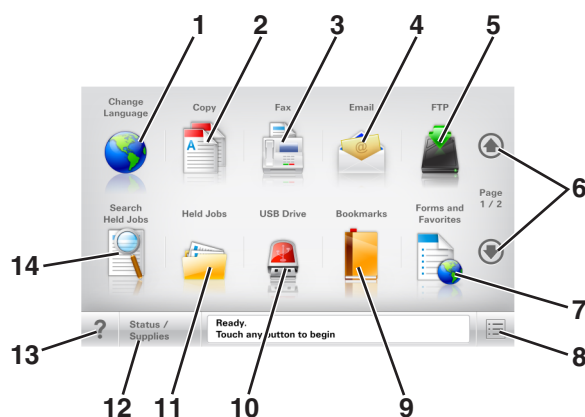 1 2 3 4 5
Change
Language
Copy
Fax
Email
FTP
6
Page
1 / 2
Search
Held Jobs
Held Jobs
USB Drive
Bookmarks
Forms and
Favorites
14
7
?
Status /
Supplies
Ready.
Touch any button to begin
13 12 11 10 9 8